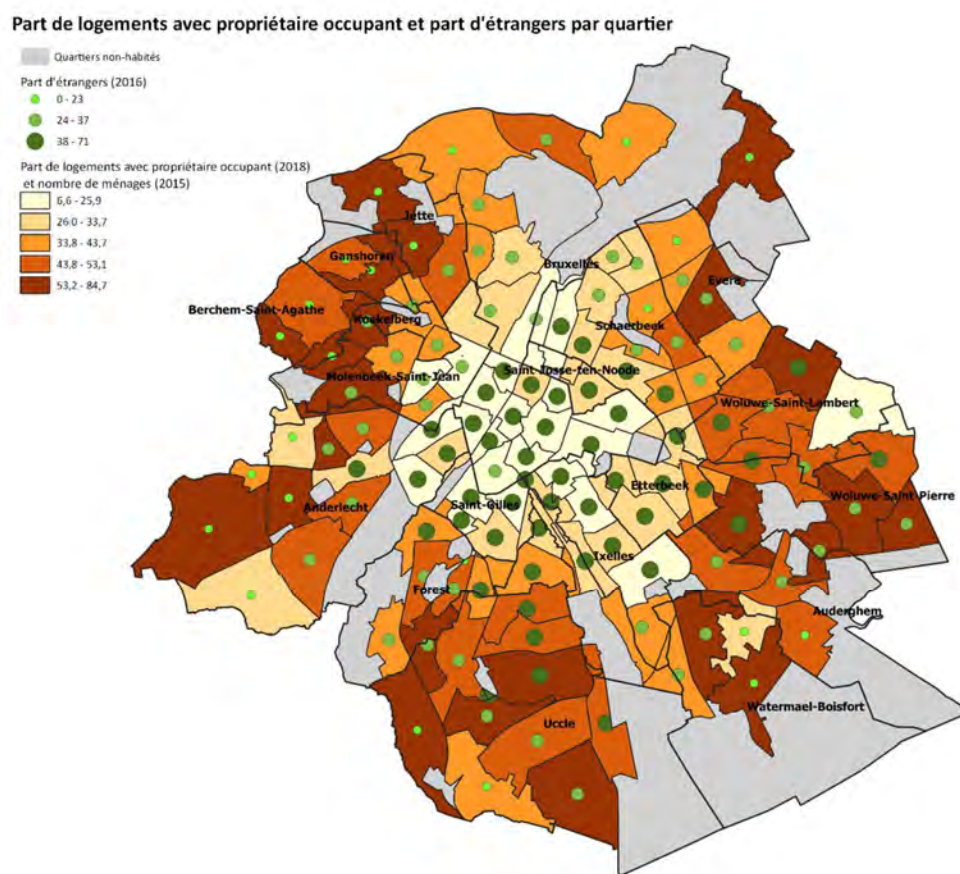 Part de logements avec propriétaire occupant et part d'étrangers par quartier
Quartiers non-habités
Part d'étrangers (2016)
0 - 23
24 - 37
38 - 71
Part de logements avec propriétaire occupant (2018)
et nombre de ménages (2015)
6,6 - 25,9
26,0 - 33,7
33,8 - 43,7
43,8 - 53,1
53,2 - 84,7
Jette
Ganshoren
Bruxelles
Evere
Berchem-Sainte-Agathe
Koekelberg
Schaerbeek
Molenbeek-Saint-Jean
Saint-Josse-ten-Noode
Woluwe-Saint-Lambert
Etterbeek
Woluwe-Saint-Pierre
Anderlecht
Saint-Gilles
Ixelles
Forest
Auderghem
Watermael-Boisfort
Uccle